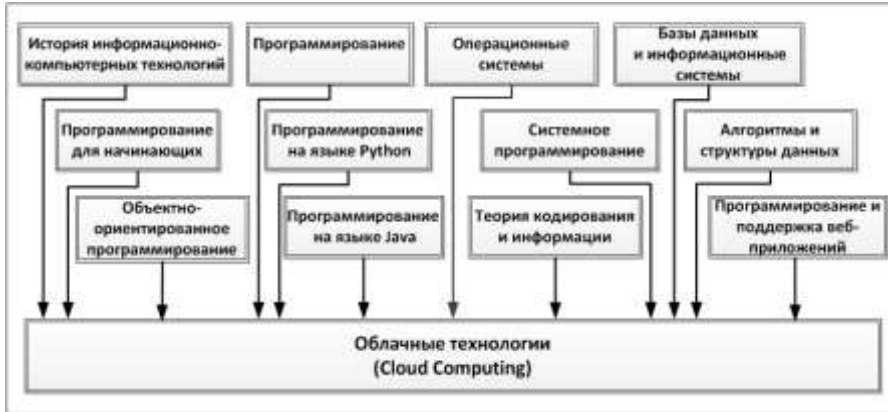 История информационно-
компьютерных технологий
Программирование
Операционные
системы
Базы данных
и информационные
системы
Программирование
для начинающих
Программирование
на языке Python
Системное
программирование
Алгоритмы и
структуры данных
Объектно-
ориентированное
программирование
Программирование
на языке Java
Теория кодирования
и информации
Программирование и
поддержка веб-
приложений
Облачные технологии
(Cloud Computing)